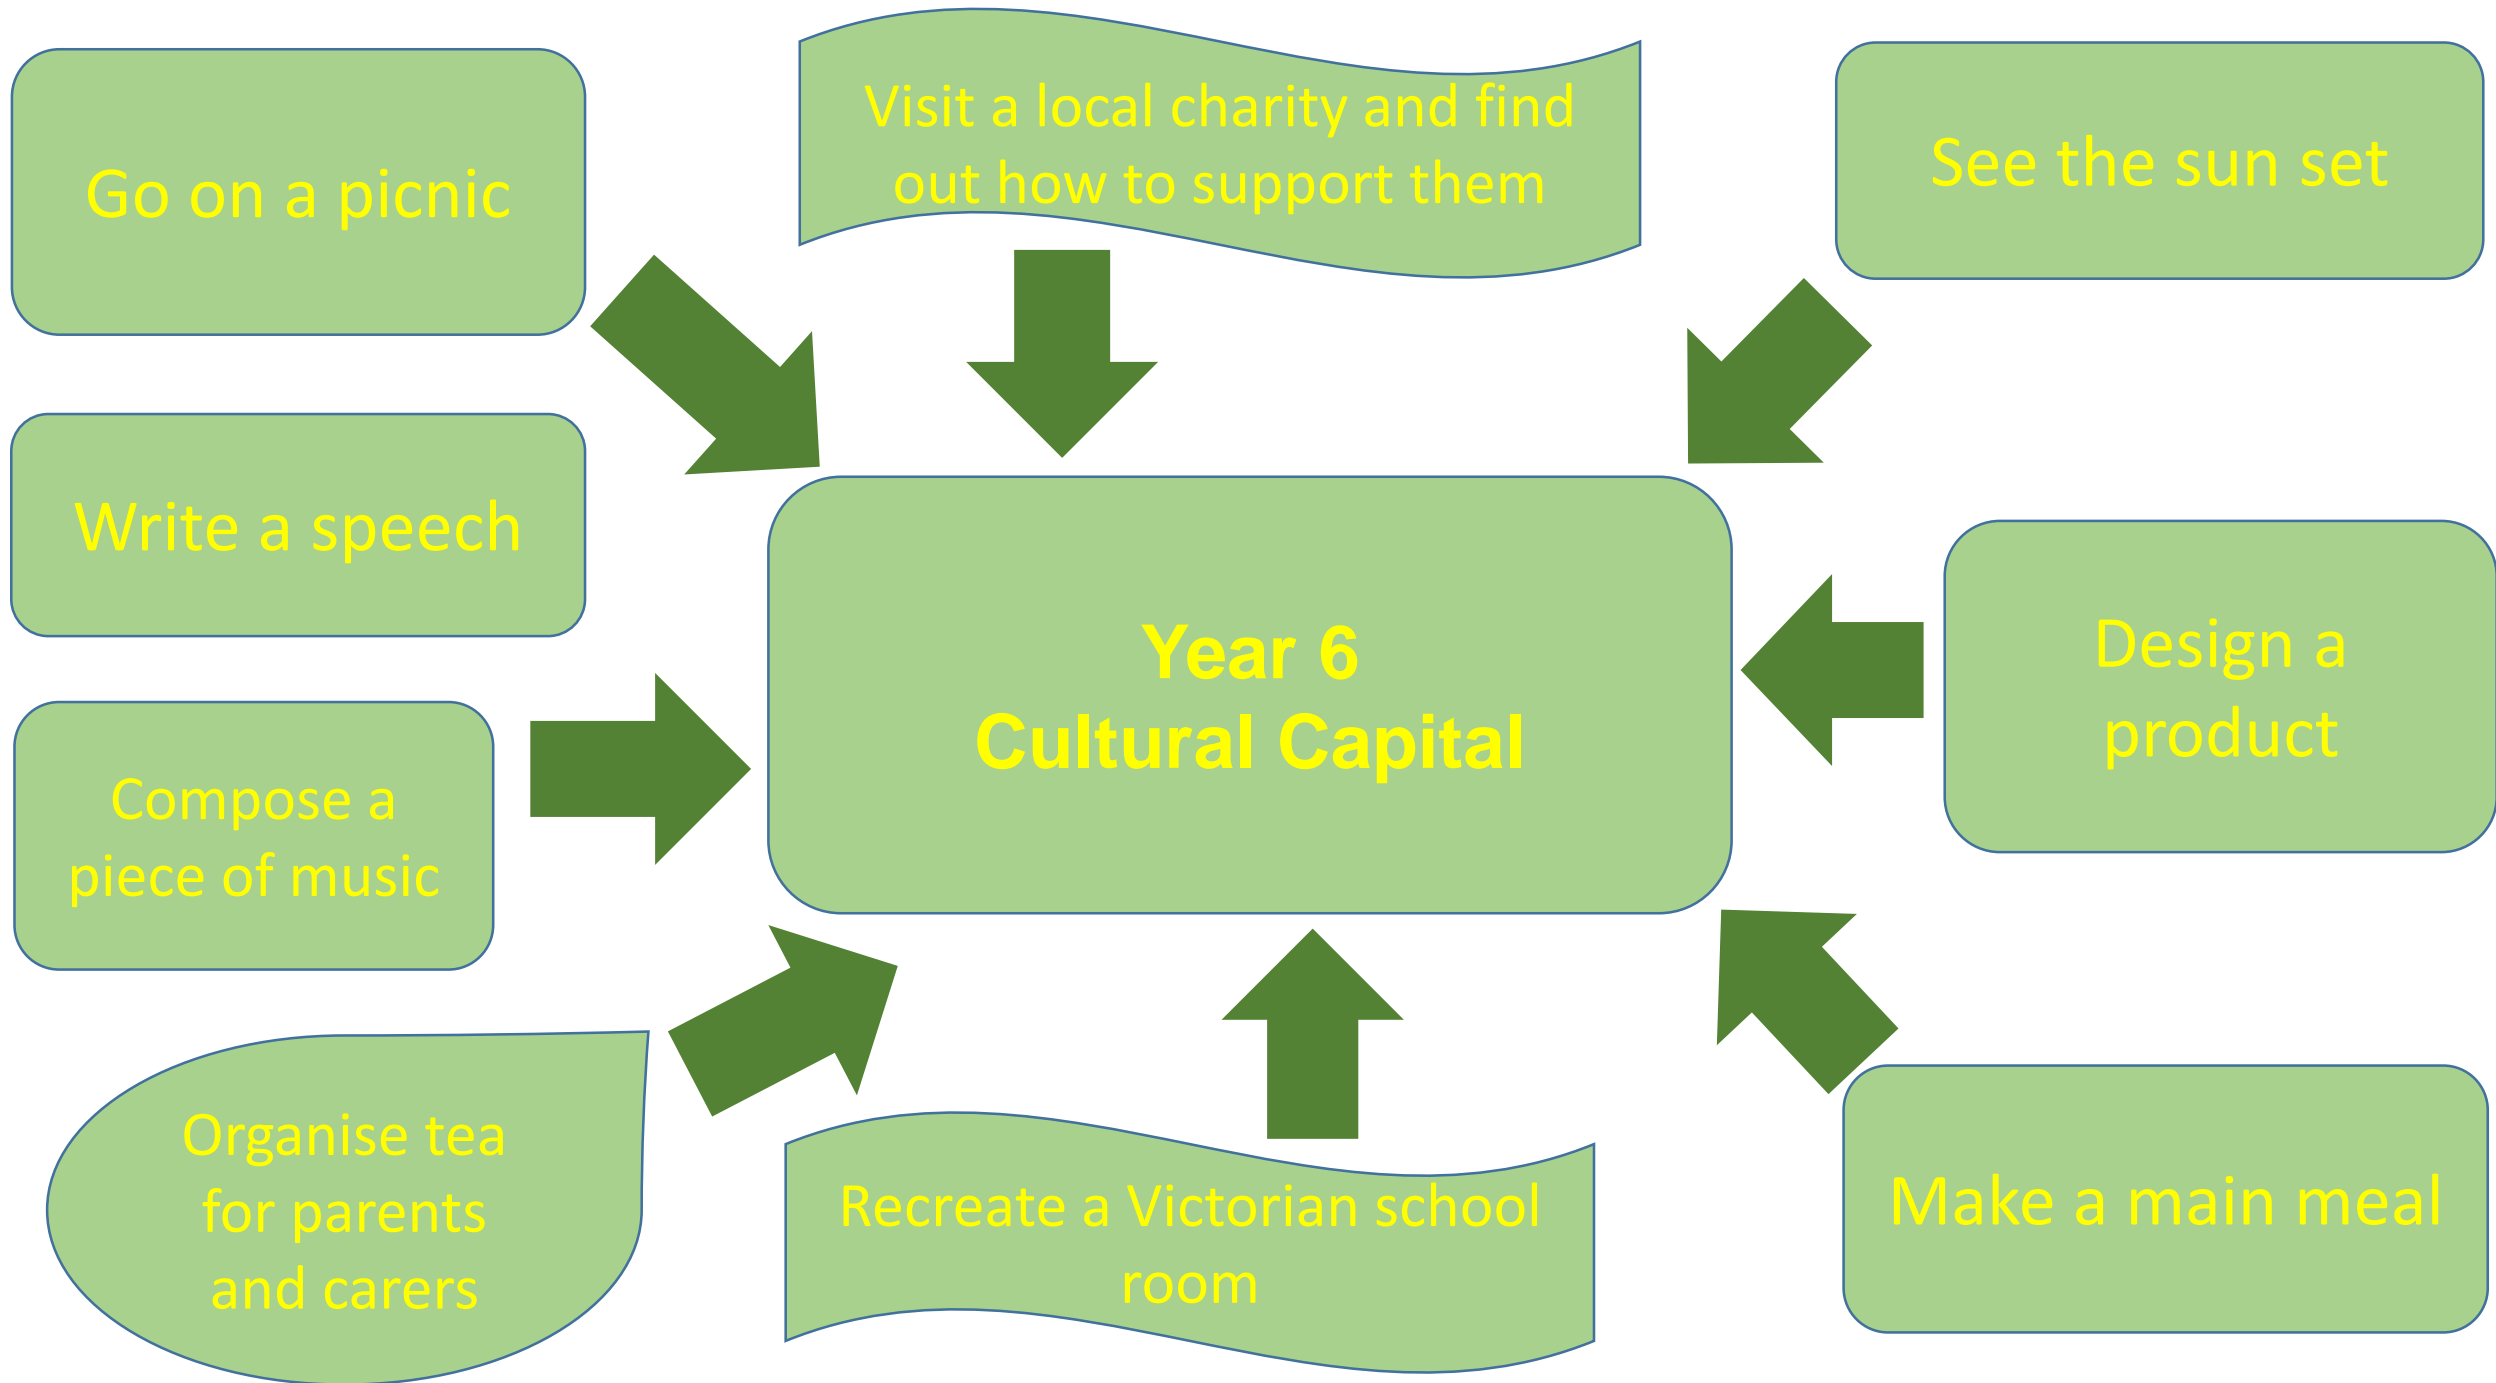 Go on a picnic
Visit a local charity and find
out how to support them
See the sun set
Write a speech
Year 6
Cultural Capital
Design a
product
Compose a
piece of music
Organise tea
for parents
and carers
Recreate a Victorian school
room
Make a main meal